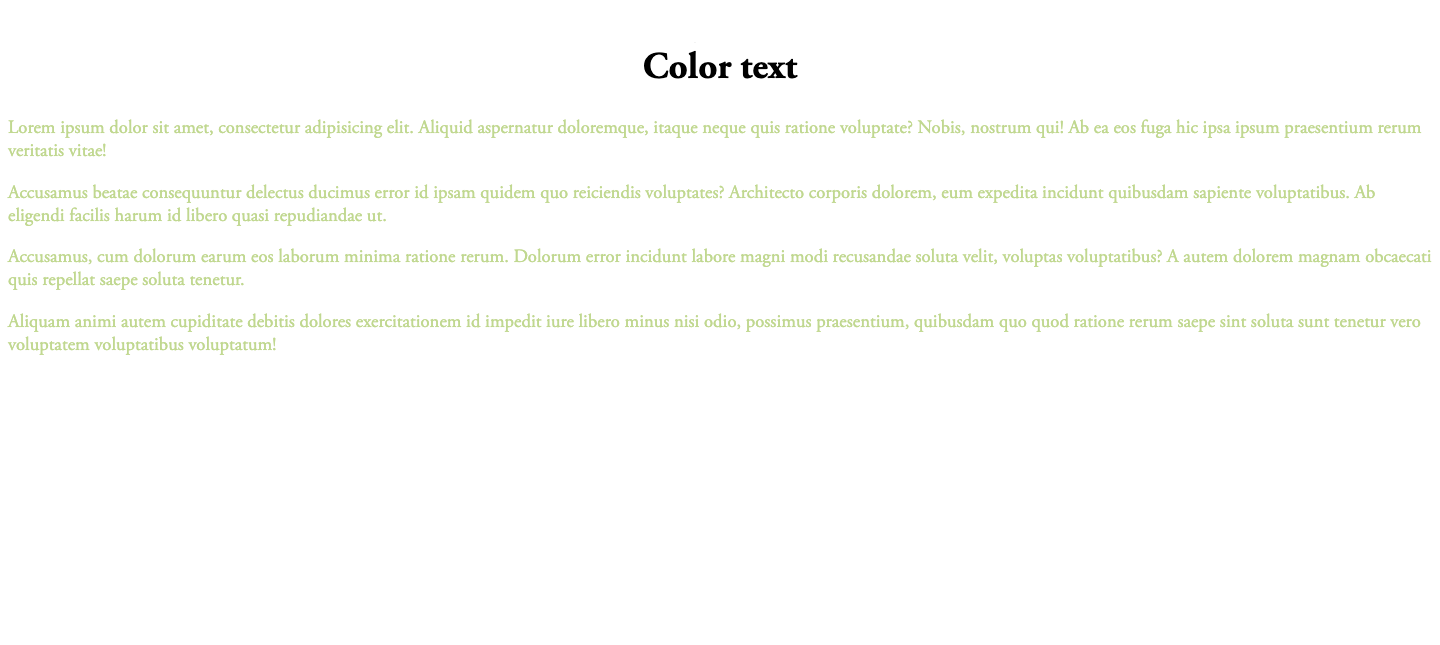 Color text
Lorem ipsum dolor sit amet, consectetur adipisicing elit. Aliquid aspernatur doloremque, itaque neque quis ratione voluptate? Nobis, nostrum qui! Ab ea eos fuga hic ipsa ipsum praesentium rerum
veritatis vitae!
Accusamus beatae consequuntur delectus ducimus error id ipsam quidem quo reiciendis voluptates? Architecto corporis dolorem, eum expedita incidunt quibusdam sapiente voluptatibus. Ab
eligendi facilis harum id libero quasi repudiandae ut.
Accusamus, cum dolorum earum eos laborum minima ratione rerum. Dolorum error incidunt labore magni modi recusandae soluta velit, voluptas voluptatibus? A autem dolorem magnam obcaecati
quis repellat saepe soluta tenetur.
Aliquam animi autem cupiditate debitis dolores exercitationem id impedit iure libero minus nisi odio, possimus praesentium, quibusdam quo quod ratione rerum saepe sint soluta sunt tenetur vero
voluptatem voluptatibus voluptatum!